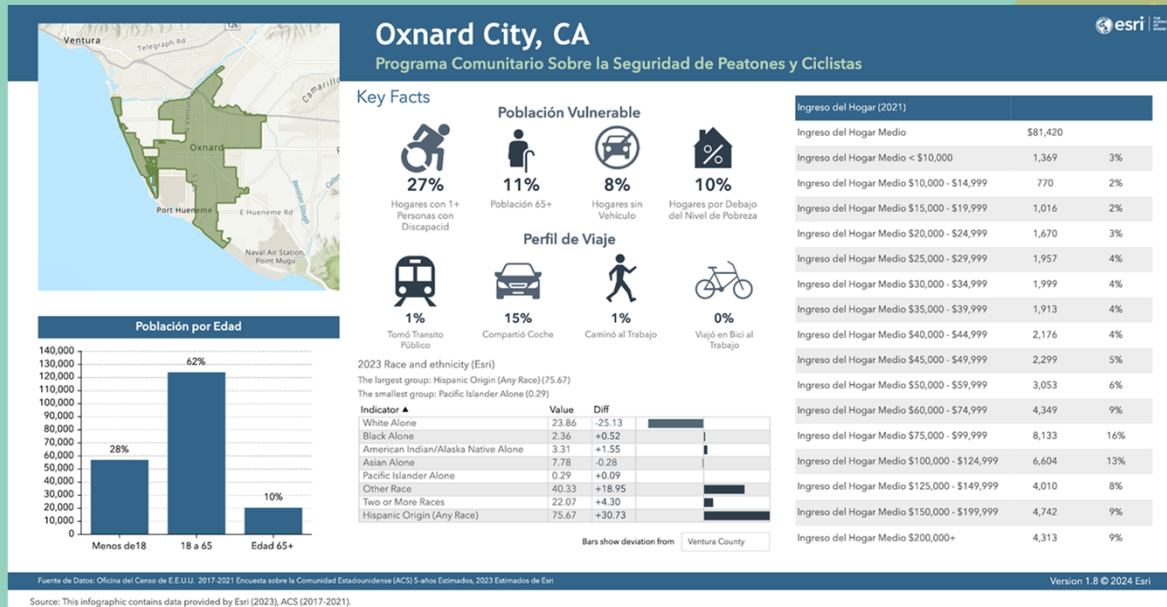 Oxnard City, CA
Programa Comunitario Sobre la Seguridad de Peatones y Ciclistas
esri
Ventura
Telegraph Rd.
126
Camarillo
N Ventura
Oxnard
Port Hueneme
E Hueneme Rd
Revolon Slough
Naval Air Station,
Point Mugu
Población por Edad
140,000
130,000
120,000
110,000
100,000
90,000
80,000
70,000
60,000
50,000
40,000
30,000
20,000
10,000
0
28%
62%
10%
Menos de18
18 a 65
Edad 65+
Key Facts
Población Vulnerable
27%
Hogares con 1+
Personas con
Discapacid
11%
Población 65+
8%
Hogares sin
Vehículo
10%
Hogares por Debajo
del Nivel de Pobreza
Perfil de Viaje
1%
Tomó Transito
Público
15%
Compartió Coche
1%
Caminó al Trabajo
0%
Viajó en Bici al
Trabajo
2023 Race and ethnicity (Esri)
The largest group: Hispanic Origin (Any Race) (75.67)
The smallest group: Pacific Islander Alone (0.29)
Indicator ▲ Value Diff
White Alone 23.86 -25.13
Black Alone 2.36 +0.52
American Indian/Alaska Native Alone 3.31 +1.55
Asian Alone 7.78 -0.28
Pacific Islander Alone 0.29 +0.09
Other Race 40.33 +18.95
Two or More Races 22.07 +4.30
Hispanic Origin (Any Race) 75.67 +30.73
Bars show deviation from Ventura County
Ingreso del Hogar (2021)
Ingreso del Hogar Medio $81,420
Ingreso del Hogar Medio < $10,000 1,369 3%
Ingreso del Hogar Medio $10,000 - $14,999 770 2%
Ingreso del Hogar Medio $15,000 - $19,999 1,016 2%
Ingreso del Hogar Medio $20,000 - $24,999 1,670 3%
Ingreso del Hogar Medio $25,000 - $29,999 1,957 4%
Ingreso del Hogar Medio $30,000 - $34,999 1,999 4%
Ingreso del Hogar Medio $35,000 - $39,999 1,913 4%
Ingreso del Hogar Medio $40,000 - $44,999 2,176 4%
Ingreso del Hogar Medio $45,000 - $49,999 2,299 5%
Ingreso del Hogar Medio $50,000 - $59,999 3,053 6%
Ingreso del Hogar Medio $60,000 - $74,999 4,349 9%
Ingreso del Hogar Medio $75,000 - $99,999 8,133 16%
Ingreso del Hogar Medio $100,000 - $124,999 6,604 13%
Ingreso del Hogar Medio $125,000 - $149,999 4,010 8%
Ingreso del Hogar Medio $150,000 - $199,999 4,742 9%
Ingreso del Hogar Medio $200,000+ 4,313 9%
Fuente de Datos: Oficina del Censo de E.E.U.U. 2017-2021 Encuesta sobre la Comunidad Estadounidense (ACS) 5-años Estimados, 2023 Estimados de Esri
Version 1.8 © 2024 Esri
Source: This infographic contains data provided by Esri (2023), ACS (2017-2021).